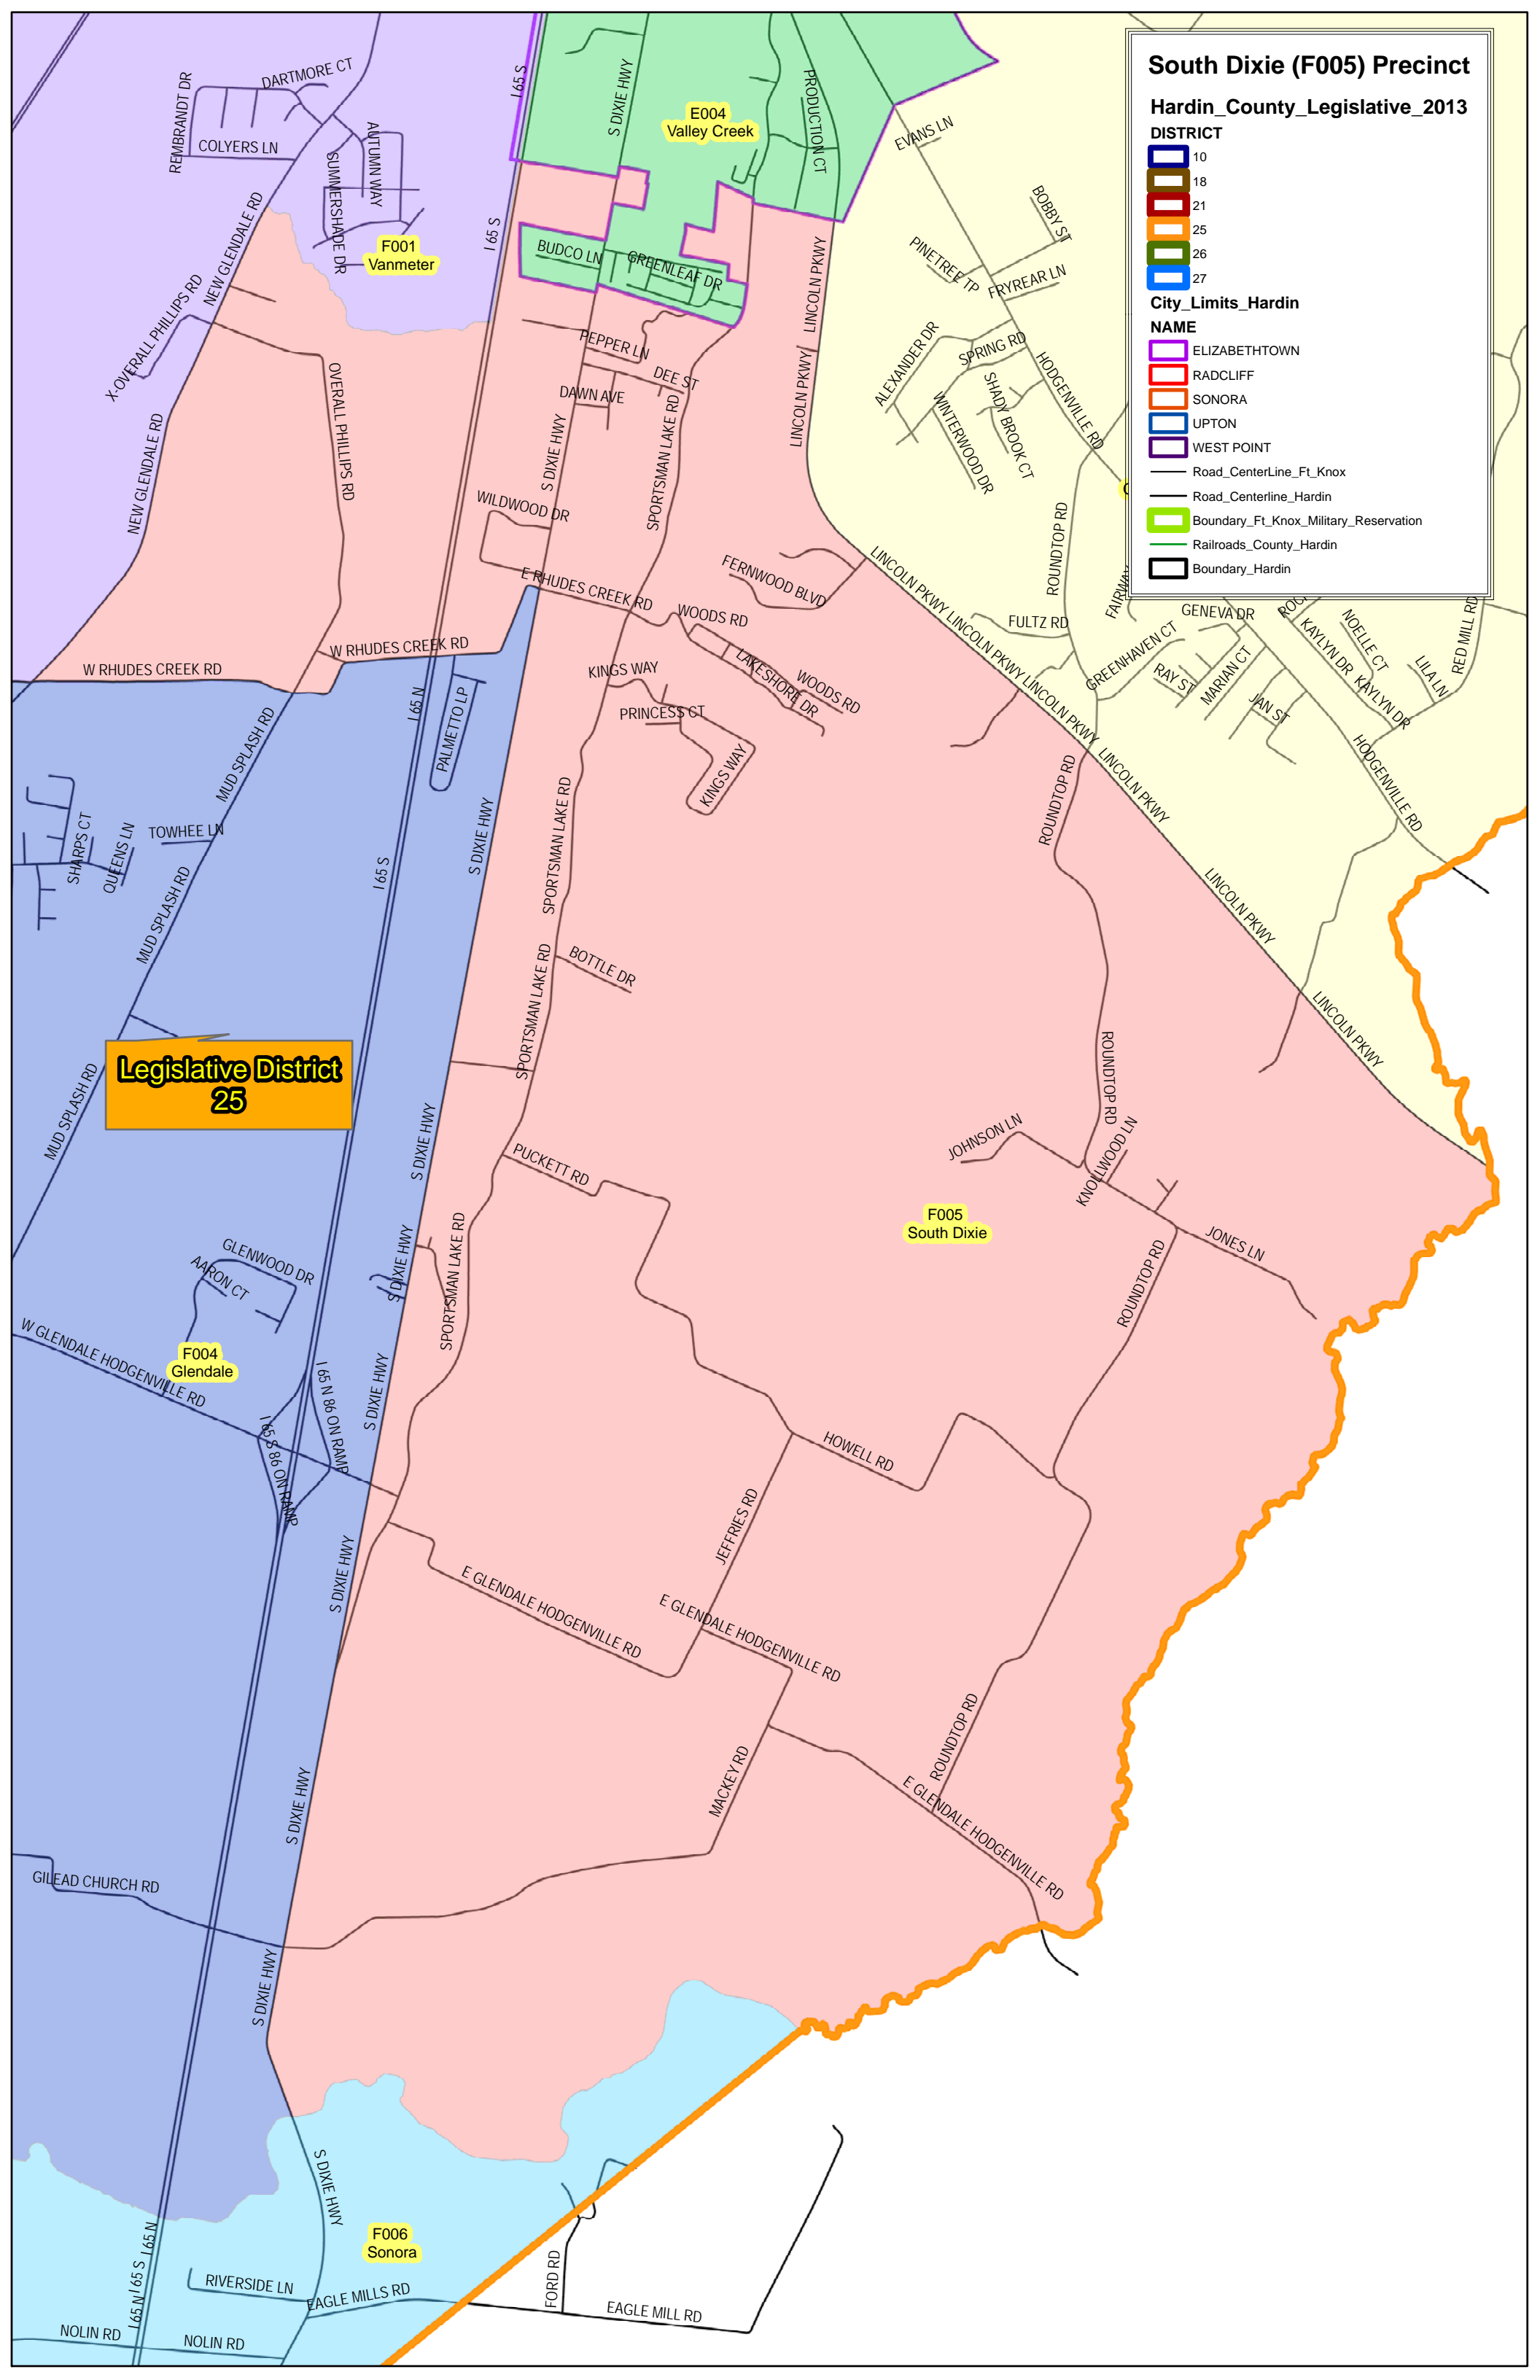 South Dixie (F005) Precinct
Hardin_County_Legislative_2013
DISTRICT
10
18
21
25
26
27
City_Limits_Hardin
NAME
ELIZABETHTOWN
RADCLIFF
SONORA
UPTON
WEST POINT
Road_CenterLine_Ft_Knox
Road_Centerline_Hardin
Boundary_Ft_Knox_Military_Reservation
Railroads_County_Hardin
Boundary_Hardin
DARTMORE CT
REMBRANDT DR
COLYERS LN
AUTUMN WAY
SUMMERSHADE DR
I 65 S
S DIXIE HWY
E004
Valley Creek
PRODUCTION CT
EVANS LN
BOBBY ST
PINETREE TP
FRYREAR LN
NEW GLENDALE RD
F001
Vanmeter
I 65 S
BUDCO LN
GREENLEAF DR
LINCOLN PKWY
X-OVERALL PHILLIPS RD
OVERALL PHILLIPS RD
PEPPER LN
DEE ST
DAWN AVE
LINCOLN PKWY
ALEXANDER DR
SPRING RD
HODGENVILLE RD
SHADY BROOK CT
WINTERWOOD DR
NEW GLENDALE RD
S DIXIE HWY
SPORTSMAN LAKE RD
WILDWOOD DR
E RHUDES CREEK RD
FERNWOOD BLVD
LINCOLN PKWY
LINCOLN PKWY
LINCOLN PKWY
LINCOLN PKWY
LINCOLN PKWY
LINCOLN PKWY
LINCOLN PKWY
ROUNDTOP RD
FULTZ RD
GENEVA DR
KAYLYN DR
NOELLE CT
KAYLYN DR
LILA LN
RED MILL RD
GREENHAVEN CT
RAY ST
MARIAN CT
JAN ST
HODGENVILLE RD
W RHUDES CREEK RD
W RHUDES CREEK RD
WOODS RD
LAKESHORE DR
WOODS RD
KINGS WAY
PRINCESS CT
KINGS WAY
I 65 N
PALMETTO LP
MUD SPLASH RD
TOWHEE LN
SHARPS CT
QUEENS LN
I 65 S
S DIXIE HWY
SPORTSMAN LAKE RD
ROUNDTOP RD
MUD SPLASH RD
BOTTLE DR
SPORTSMAN LAKE RD
Legislative District
25
MUD SPLASH RD
S DIXIE HWY
ROUNDTOP RD
JOHNSON LN
KNOLLWOOD LN
PUCKETT RD
F005
South Dixie
JONES LN
ROUNDTOP RD
S DIXIE HWY
SPORTSMAN LAKE RD
GLENWOOD DR
AARON CT
W GLENDALE HODGENVILLE RD
F004
Glendale
I 65 N 86 ON RAMP
I 65 S 86 ON RAMP
S DIXIE HWY
HOWELL RD
JEFFRIES RD
S DIXIE HWY
E GLENDALE HODGENVILLE RD
E GLENDALE HODGENVILLE RD
ROUNDTOP RD
MACKEY RD
E GLENDALE HODGENVILLE RD
S DIXIE HWY
GILEAD CHURCH RD
S DIXIE HWY
S DIXIE HWY
F006
Sonora
I 65 N
I 65 S
I 65 N
RIVERSIDE LN
EAGLE MILLS RD
FORD RD
EAGLE MILL RD
NOLIN RD
NOLIN RD